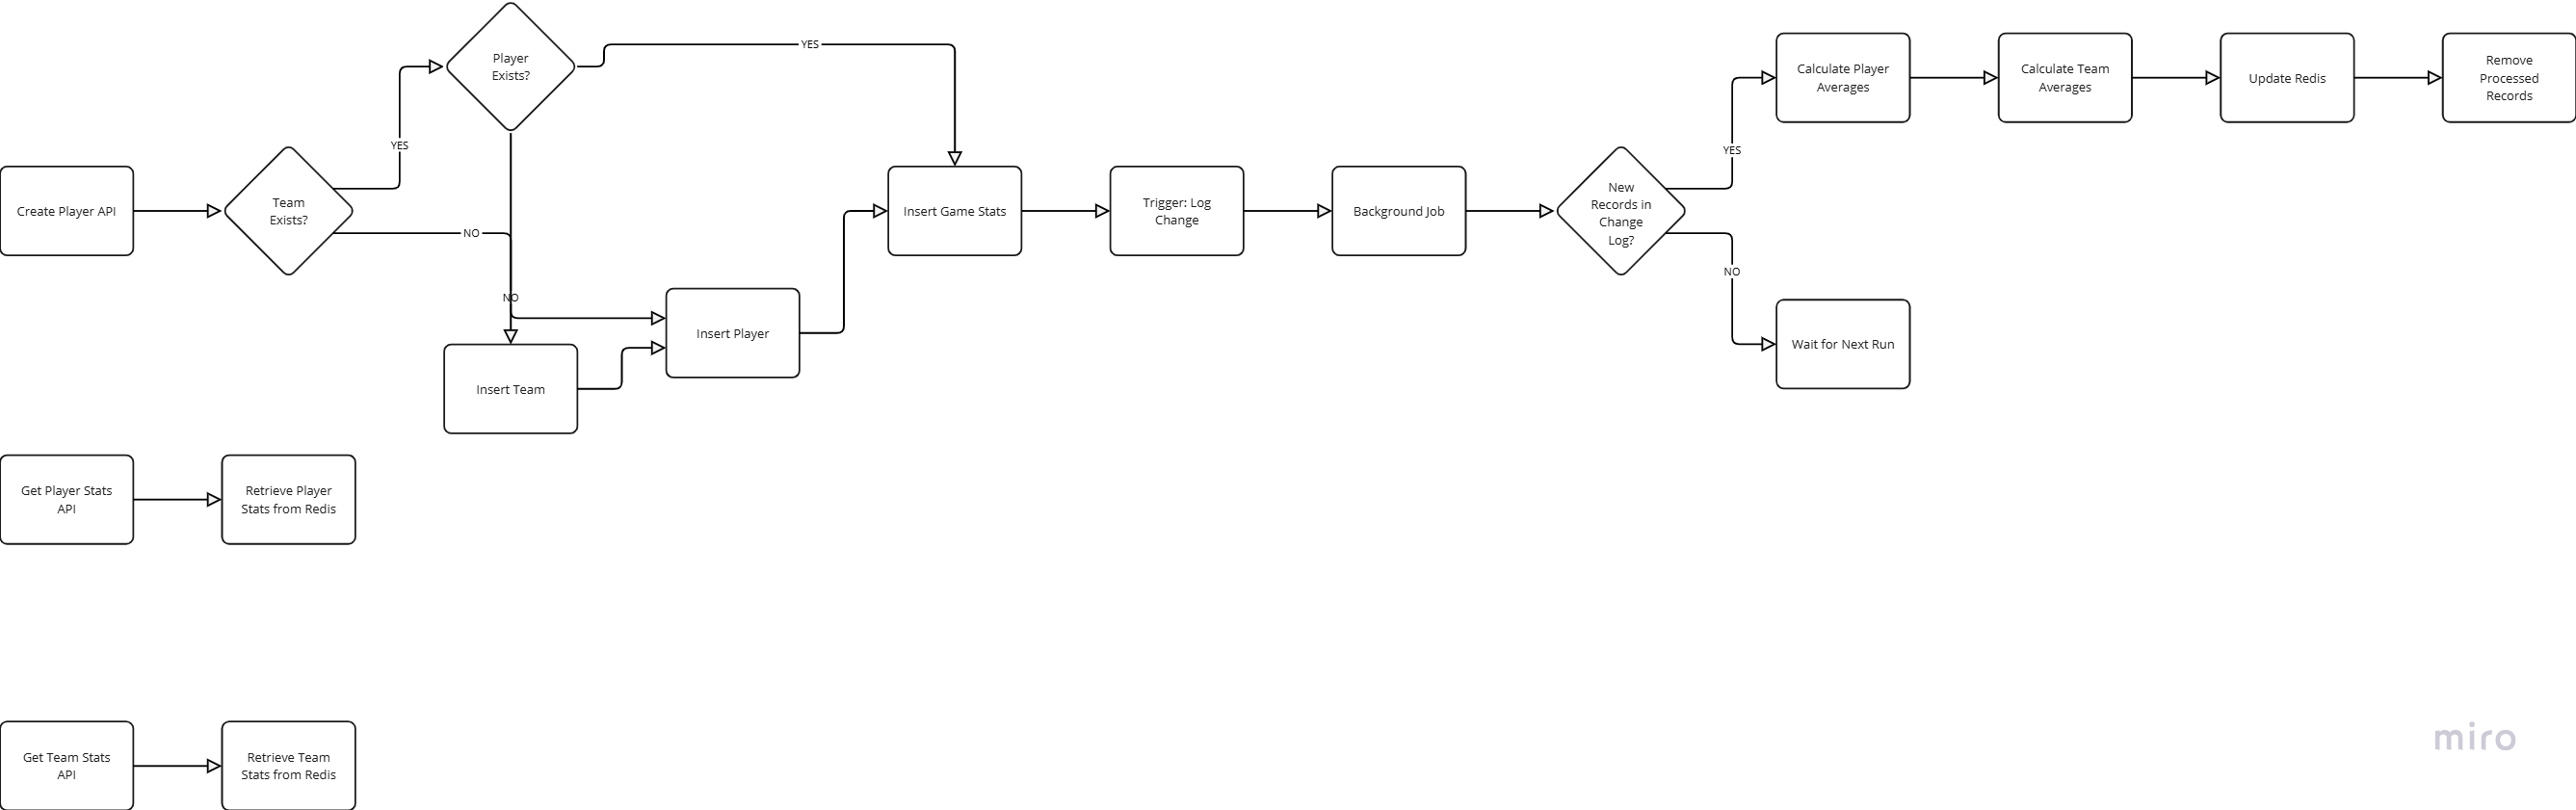 Player
Exists?
YES
Calculate Player
Averages
Calculate Team
Averages
Update Redis
Remove
Processed
Records
YES
YES
Create Player API
Team
Exists?
Insert Game Stats
Trigger: Log
Change
Background Job
New
Records in
Change
Log?
NO
NO
NO
Insert Player
Wait for Next Run
Insert Team
Get Player Stats
API
Retrieve Player
Stats from Redis
Get Team Stats
API
Retrieve Team
Stats from Redis
miro